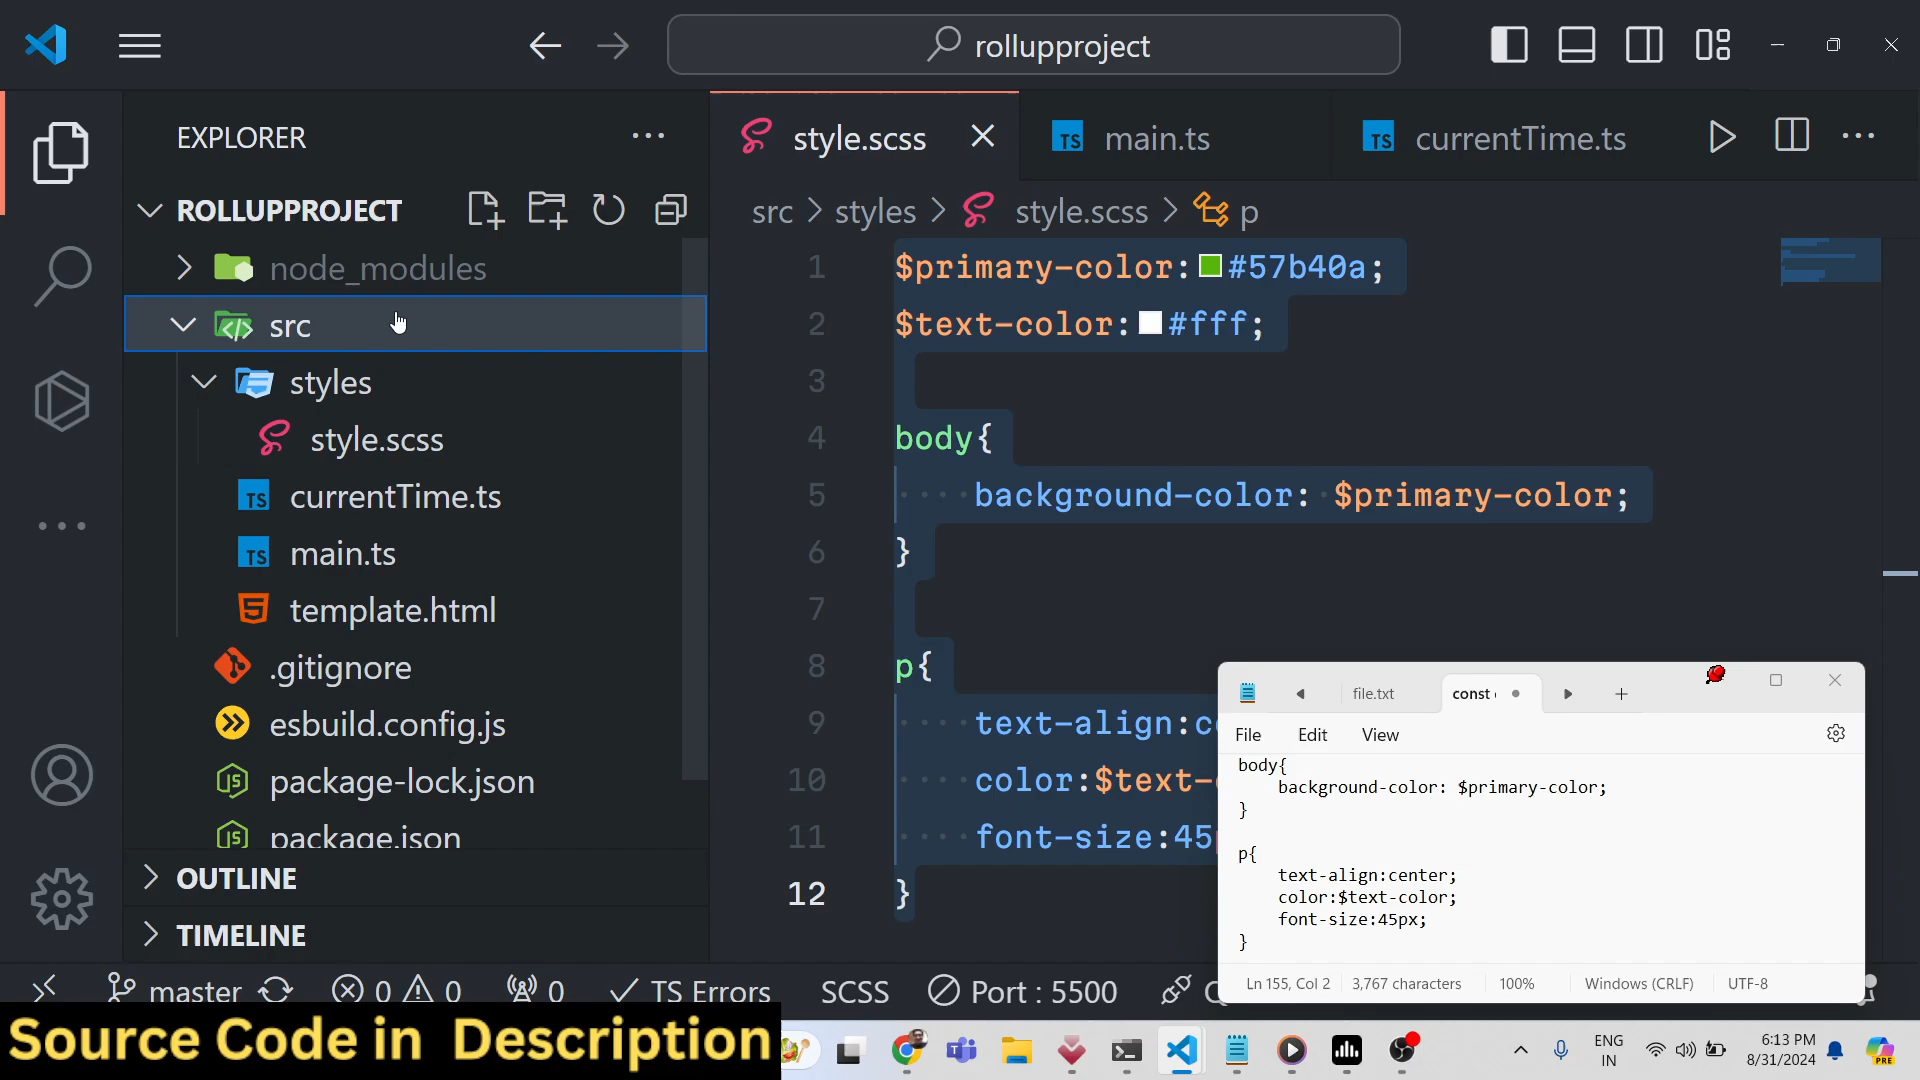 rollupproject
EXPLORER
ROLLUPPROJECT
node_modules
src
styles
style.scss
currentTime.ts
main.ts
template.html
.gitignore
esbuild.config.js
package-lock.json
package.json
OUTLINE
TIMELINE
style.scss
main.ts
currentTime.ts
src > styles > style.scss > p
1 $primary-color: #57b40a;
2 $text-color: #fff;
3
4 body{
5 background-color: $primary-color;
6 }
7
8 p{
9 text-align:c
10 color:$text-
11 font-size:45
12 }
file.txt
const
File Edit View
body{
background-color: $primary-color;
}
p{
text-align:center;
color:$text-color;
font-size:45px;
}
Ln 155, Col 2 3,767 characters 100% Windows (CRLF) UTF-8
master 0 0 0 TS Errors SCSS Port : 5500
Source Code in Description
ENG
IN
6:13 PM
8/31/2024
PRE